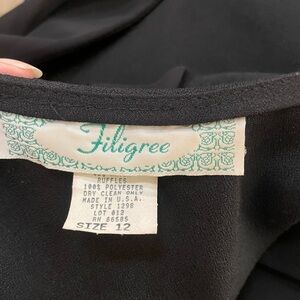 Filigree
RUFFLES
100% POLYESTER
DRY CLEAN ONLY
MADE IN U.S.A.
STYLE 1298
LOT 812
RN 66585
SIZE 12